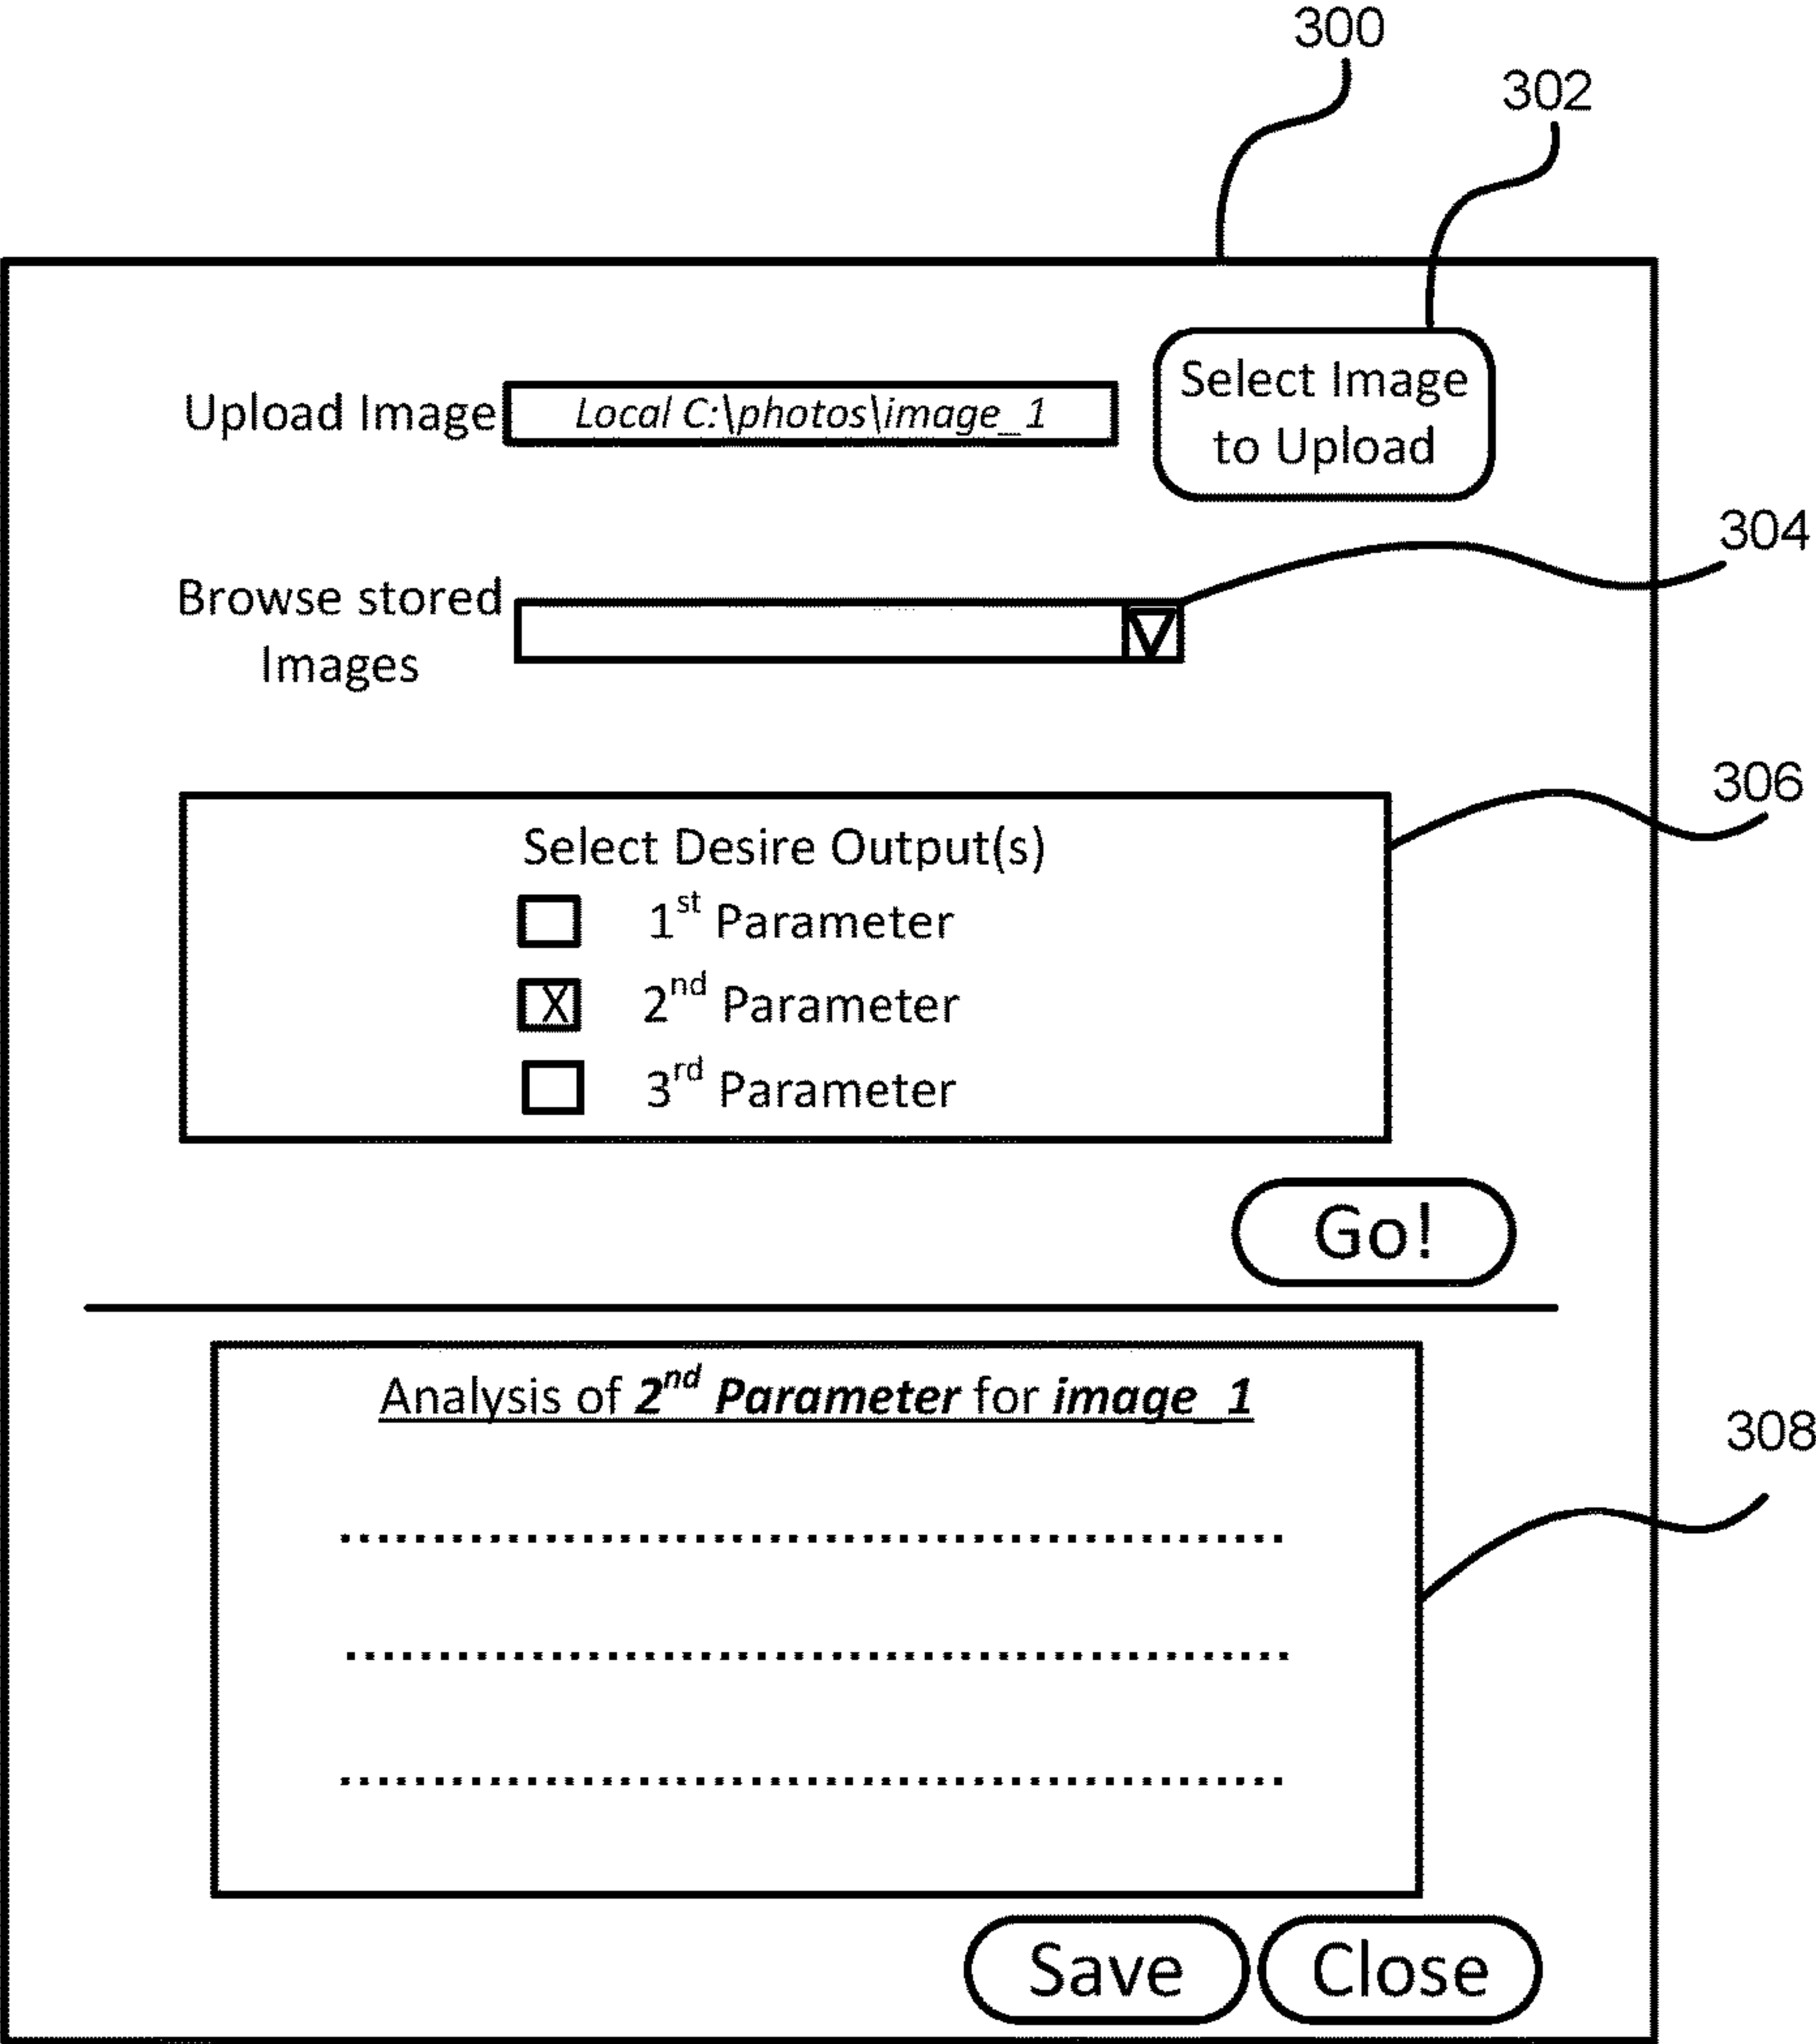 300
302
Upload Image Local C:\photos\image_1
Select Image
to Upload
304
Browse stored
Images
306
Select Desire Output(s)
1st Parameter
X 2nd Parameter
3rd Parameter
Go!
Analysis of 2nd Parameter for image_1
308
Save Close